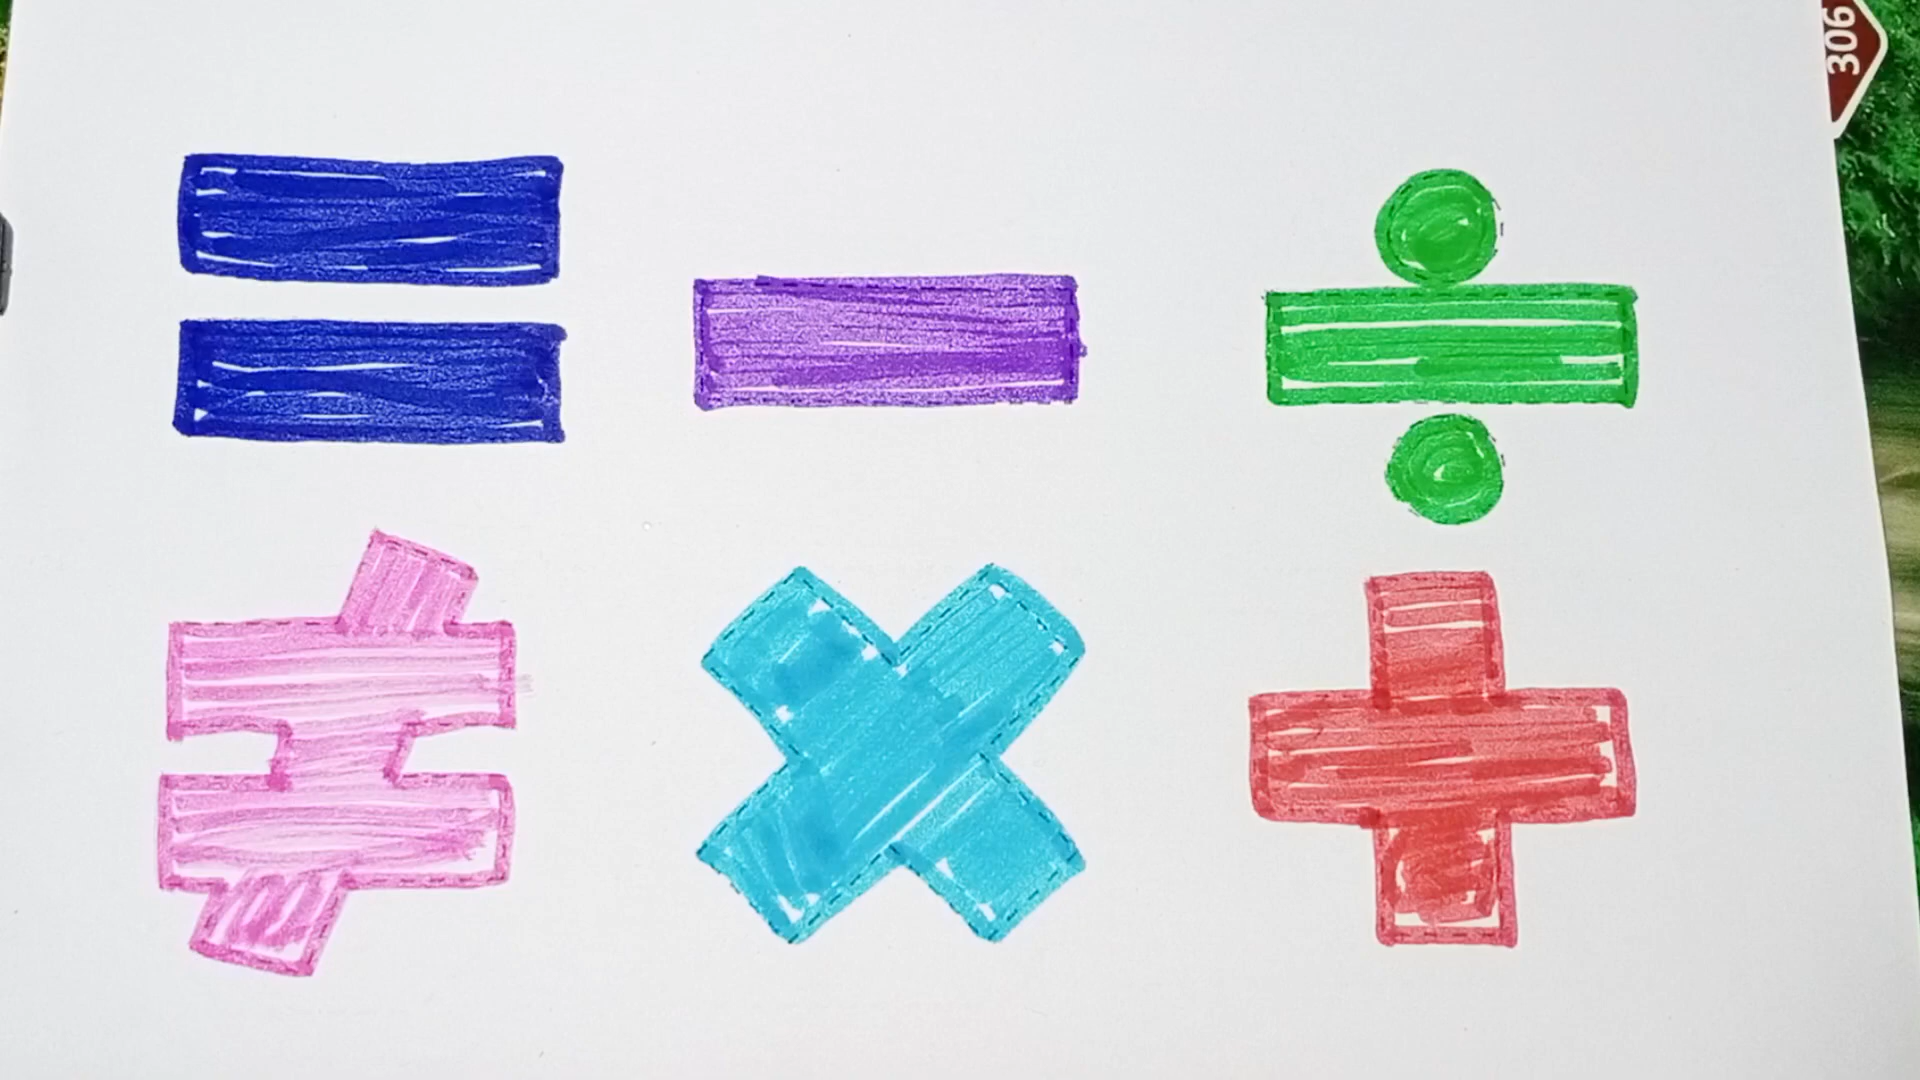 306
= − ÷
≠ × +